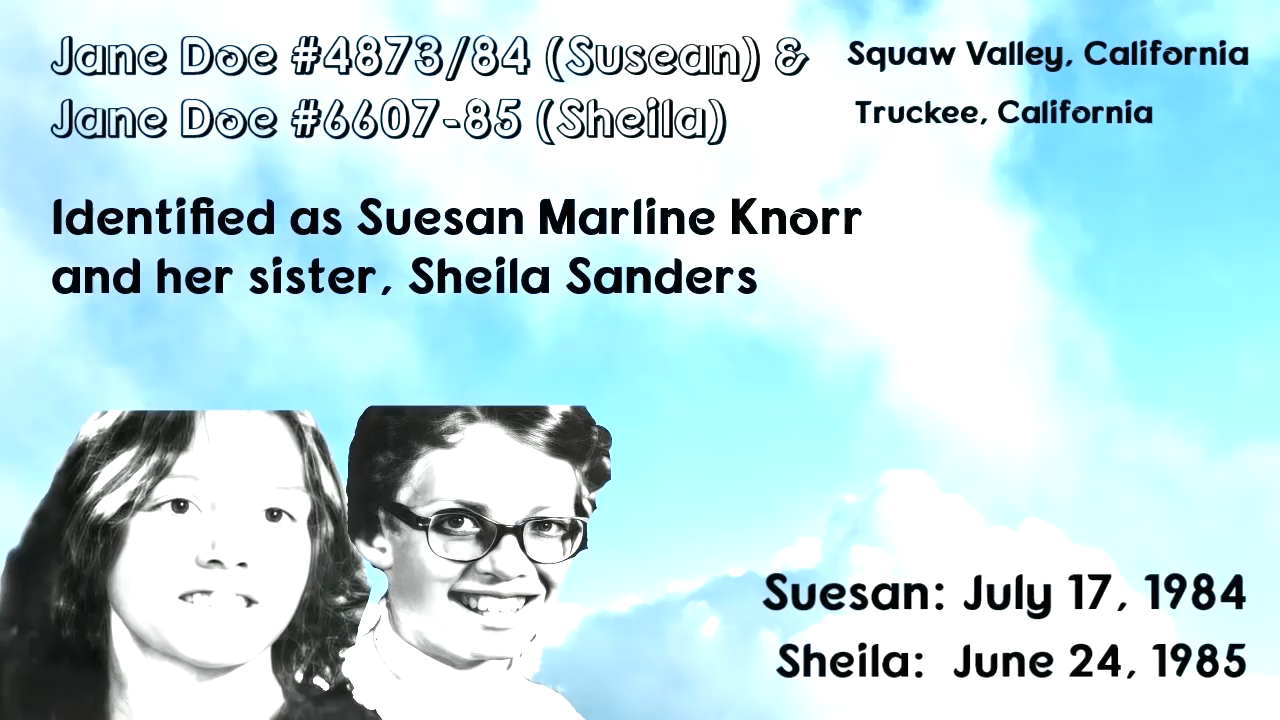 Jane Doe #4873/84 (Susean) &
Jane Doe #6607-85 (Sheila)
Squaw Valley, California
Truckee, California
Identified as Suesan Marline Knorr
and her sister, Sheila Sanders
Suesan: July 17, 1984
Sheila: June 24, 1985